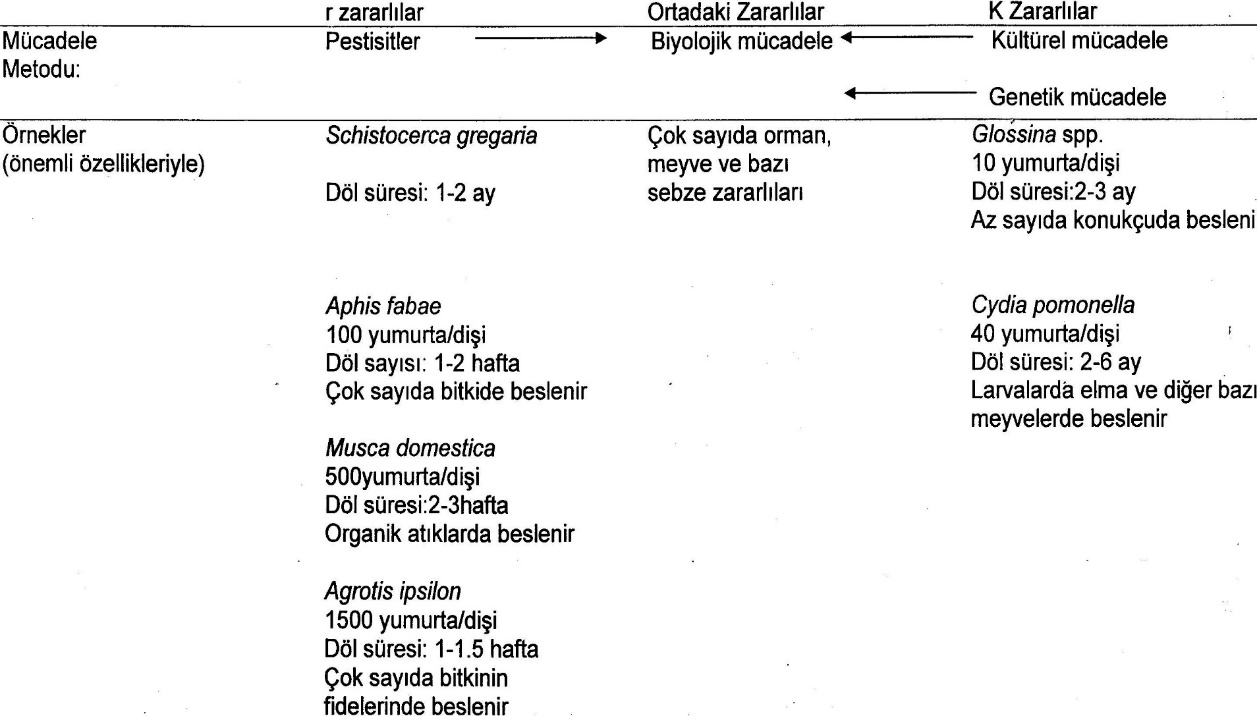 r zararlılar Ortadaki Zararlılar K Zararlılar
Mücadele Pestisitler Biyolojik mücadele Kültürel mücadele
Metodu:
Genetik mücadele
Örnekler Schistocerca gregaria Çok sayıda orman, Glossina spp.
(önemli özellikleriyle) meyve ve bazı 10 yumurta/dişi
Döl süresi: 1-2 ay sebze zararlıları Döl süresi:2-3 ay
Az sayıda konukçuda besleni
Aphis fabae Cydia pomonella
100 yumurta/dişi 40 yumurta/dişi
Döl sayısı: 1-2 hafta Döl süresi: 2-6 ay
Çok sayıda bitkide beslenir Larvalarda elma ve diğer bazı
meyvelerde beslenir
Musca domestica
500yumurta/dişi
Döl süresi:2-3hafta
Organik atıklarda beslenir
Agrotis ipsilon
1500 yumurta/dişi
Döl süresi: 1-1.5 hafta
Çok sayıda bitkinin
fidelerinde beslenir